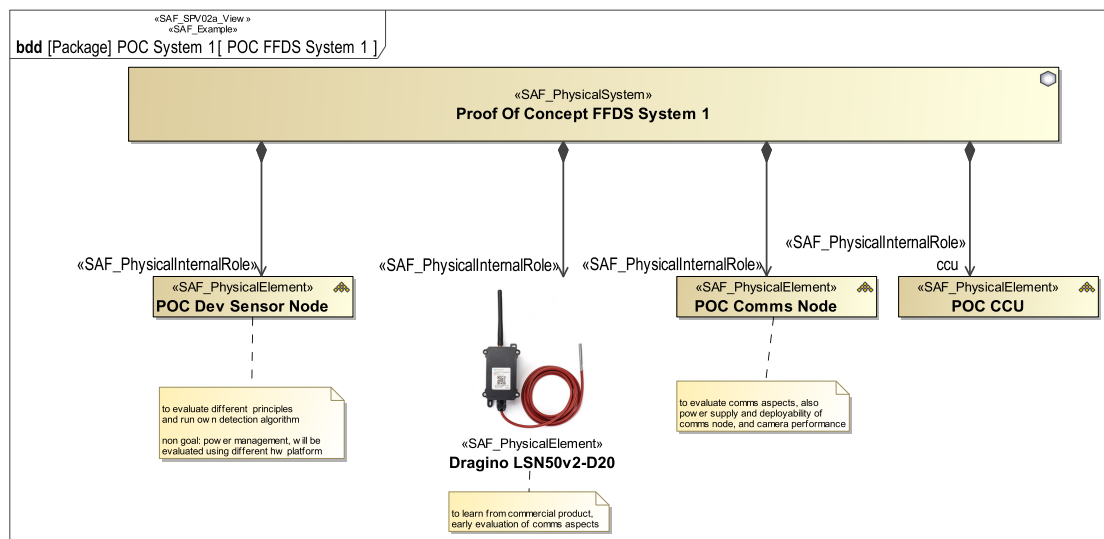 «SAF_SPV02a_View »
«SAF_Example»
bdd [Package] POC System 1[ POC FFDS System 1 ]
«SAF_PhysicalSystem»
Proof Of Concept FFDS System 1
«SAF_PhysicalInternalRole»
«SAF_PhysicalInternalRole»
«SAF_PhysicalInternalRole»
«SAF_PhysicalInternalRole»
ccu
«SAF_PhysicalElement»
POC Dev Sensor Node
«SAF_PhysicalElement»
POC Comms Node
«SAF_PhysicalElement»
POC CCU
to evaluate different principles
and run own detection algorithm
non goal: power management, will be
evaluated using different hw platform
to evaluate comms aspects, also
power supply and deployability of
comms node, and camera performance
«SAF_PhysicalElement»
Dragino LSN50v2-D20
to learn from commercial product,
early evaluation of comms aspects